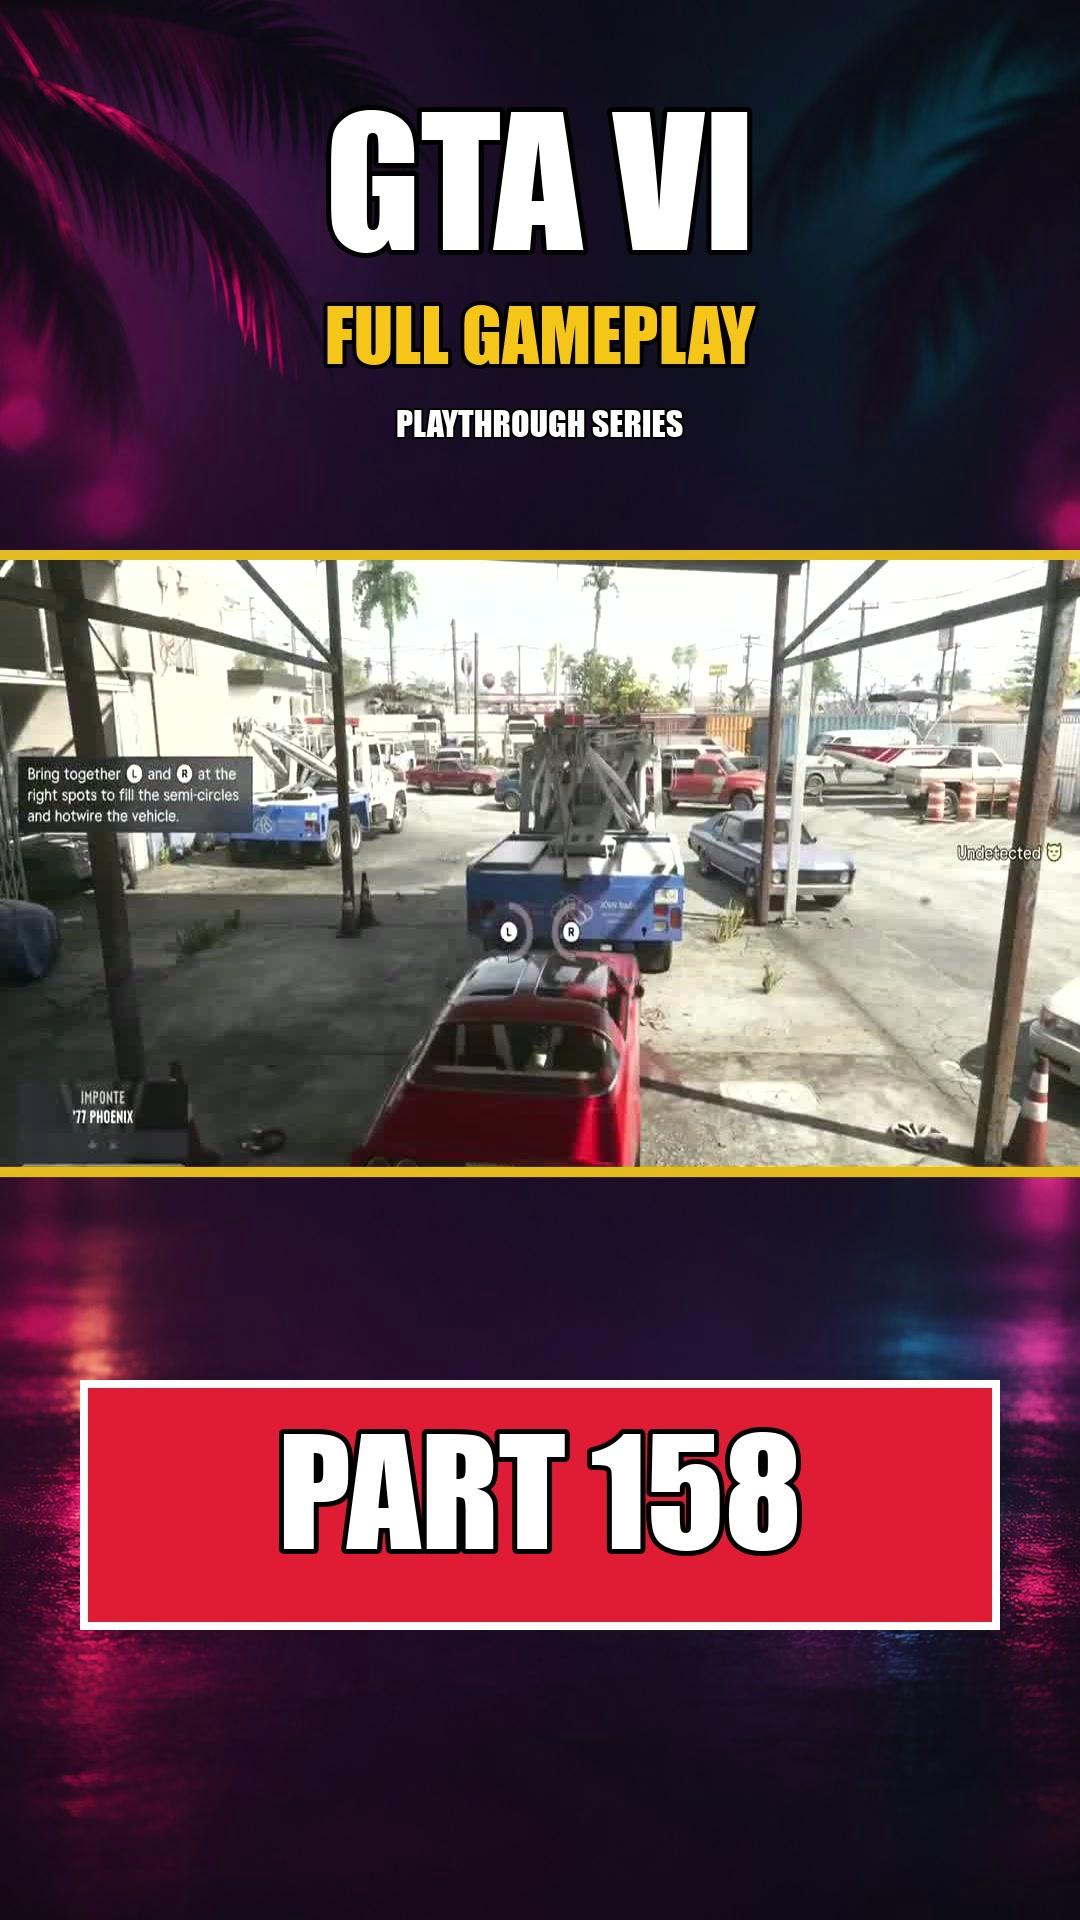 GTA VI
FULL GAMEPLAY
PLAYTHROUGH SERIES
Bring together L and R at the
right spots to fill the semi-circles
and hotwire the vehicle.
Undetected
L R
IMPONTE
'77 PHOENIX
PART 158